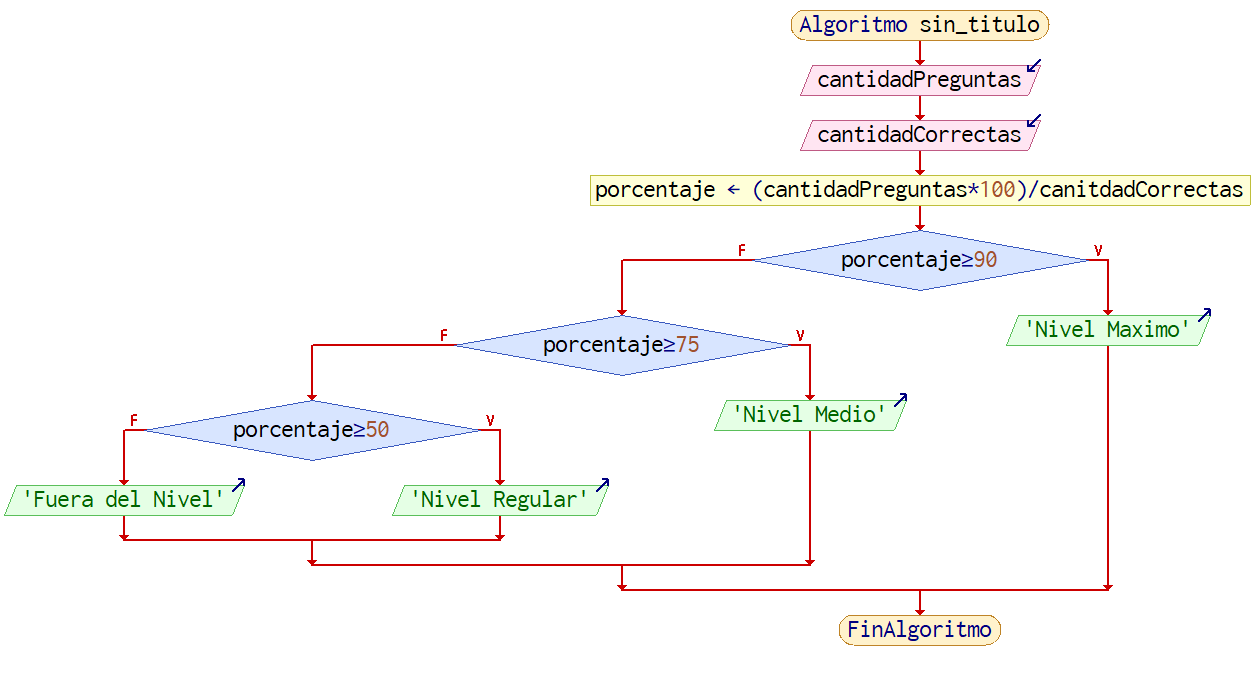 Algoritmo sin_titulo
cantidadPreguntas
cantidadCorrectas
porcentaje ← (cantidadPreguntas*100)/canitdadCorrectas
F
porcentaje≥90
V
F
porcentaje≥75
V
'Nivel Maximo'
F
porcentaje≥50
V
'Nivel Medio'
'Fuera del Nivel'
'Nivel Regular'
FinAlgoritmo